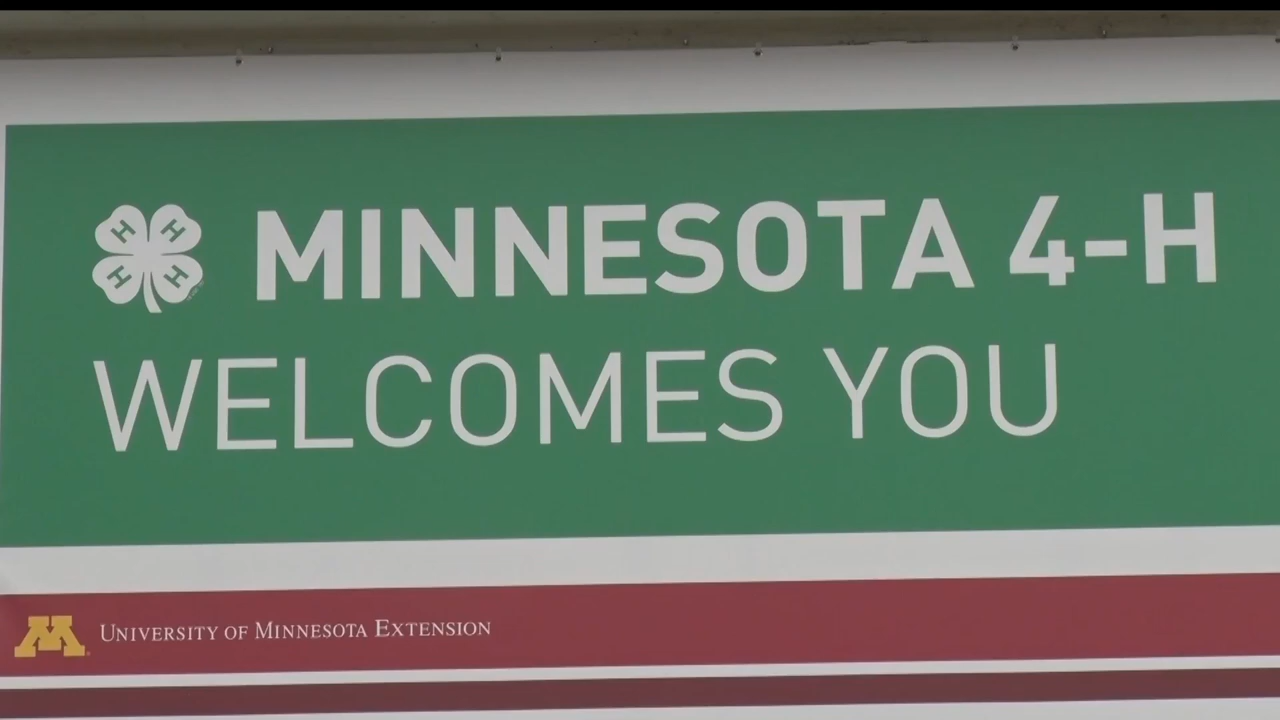 H H H H
MINNESOTA 4-H
WELCOMES YOU
M UNIVERSITY OF MINNESOTA EXTENSION